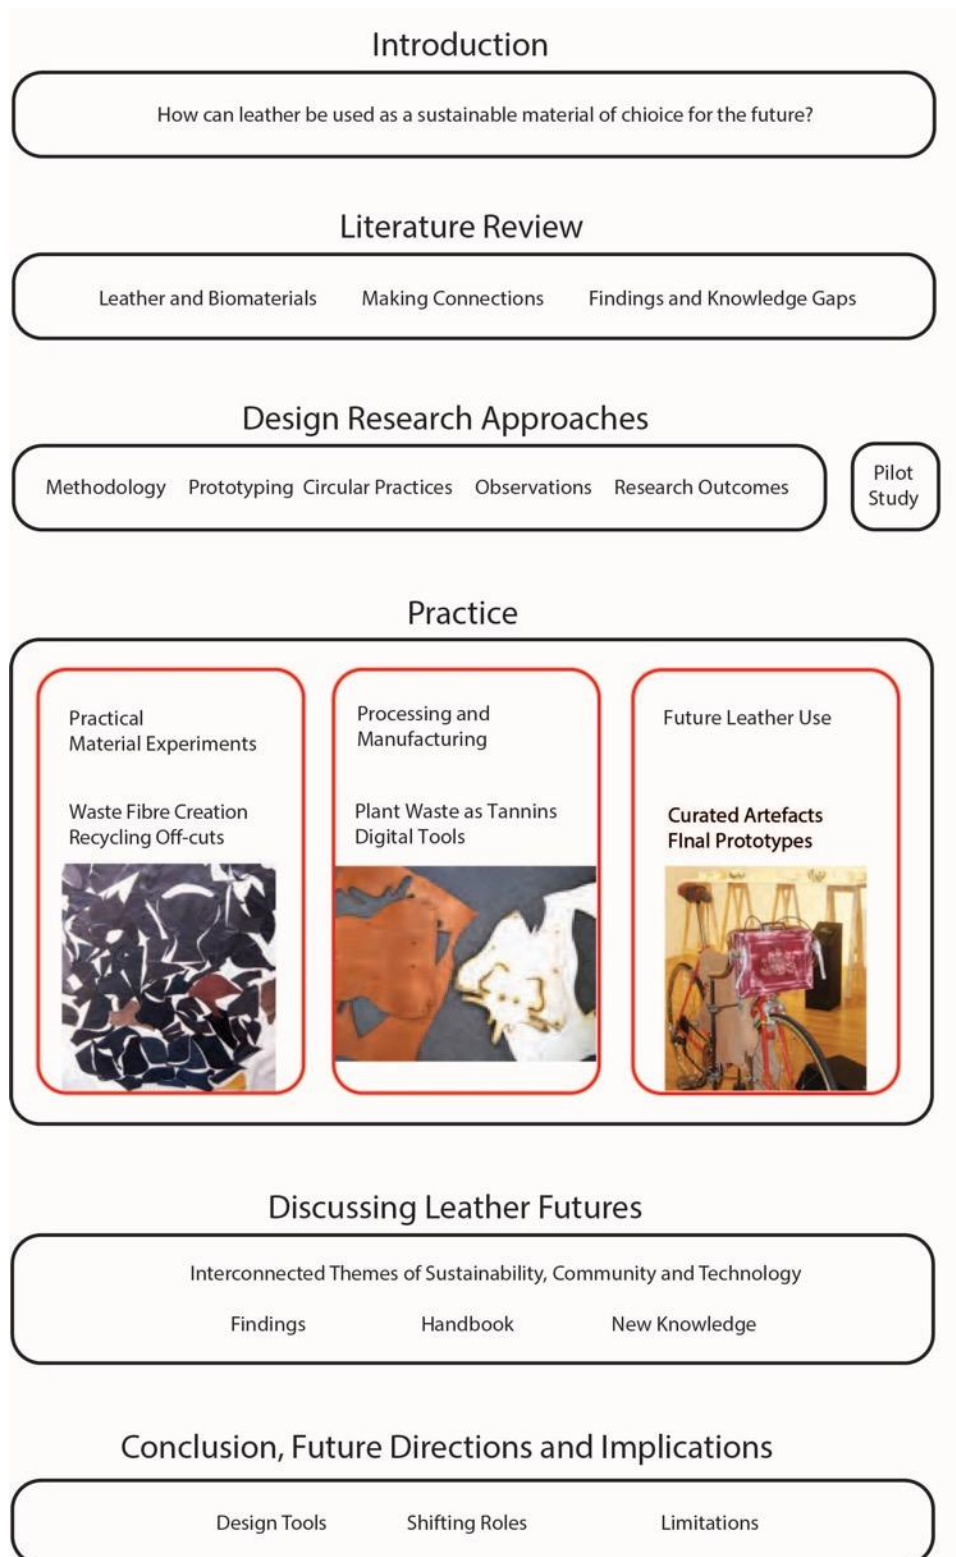 Introduction
How can leather be used as a sustainable material of chioice for the future?
Literature Review
Leather and Biomaterials Making Connections Findings and Knowledge Gaps
Design Research Approaches
Methodology Prototyping Circular Practices Observations Research Outcomes
Pilot
Study
Practice
Practical
Material Experiments
Waste Fibre Creation
Recycling Off-cuts
Processing and
Manufacturing
Plant Waste as Tannins
Digital Tools
Future Leather Use
Curated Artefacts
FInal Prototypes
Discussing Leather Futures
Interconnected Themes of Sustainability, Community and Technology
Findings Handbook New Knowledge
Conclusion, Future Directions and Implications
Design Tools Shifting Roles Limitations